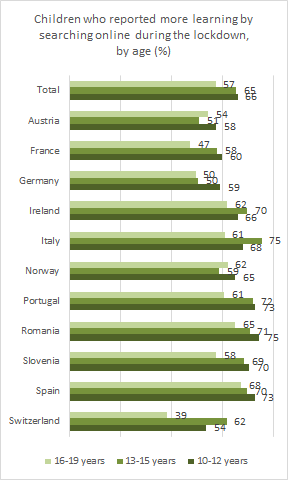 Children who reported more learning by
searching online during the lockdown,
by age (%)
Total
57
65
66
Austria
54
51
58
France
47
58
60
Germany
50
50
59
Ireland
62
70
66
Italy
61
75
68
Norway
62
59
65
Portugal
61
72
73
Romania
65
71
75
Slovenia
58
69
70
Spain
68
70
73
Switzerland
39
62
54
16-19 years 13-15 years 10-12 years